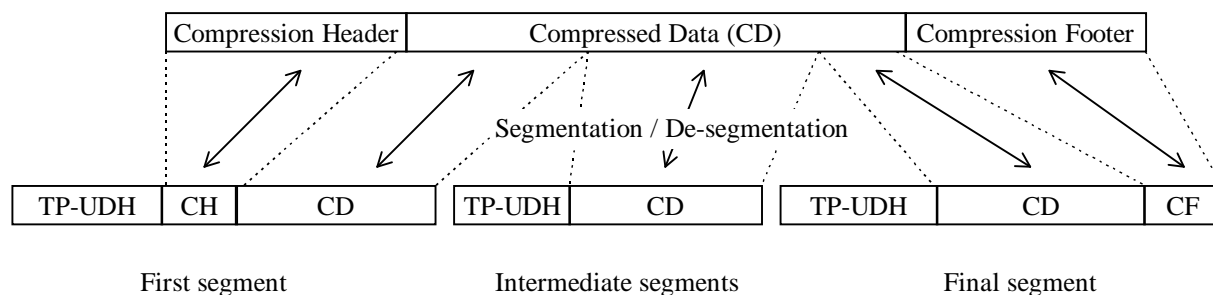 Compression Header Compressed Data (CD) Compression Footer
Segmentation / De-segmentation
TP-UDH CH CD TP-UDH CD TP-UDH CD CF
First segment Intermediate segments Final segment